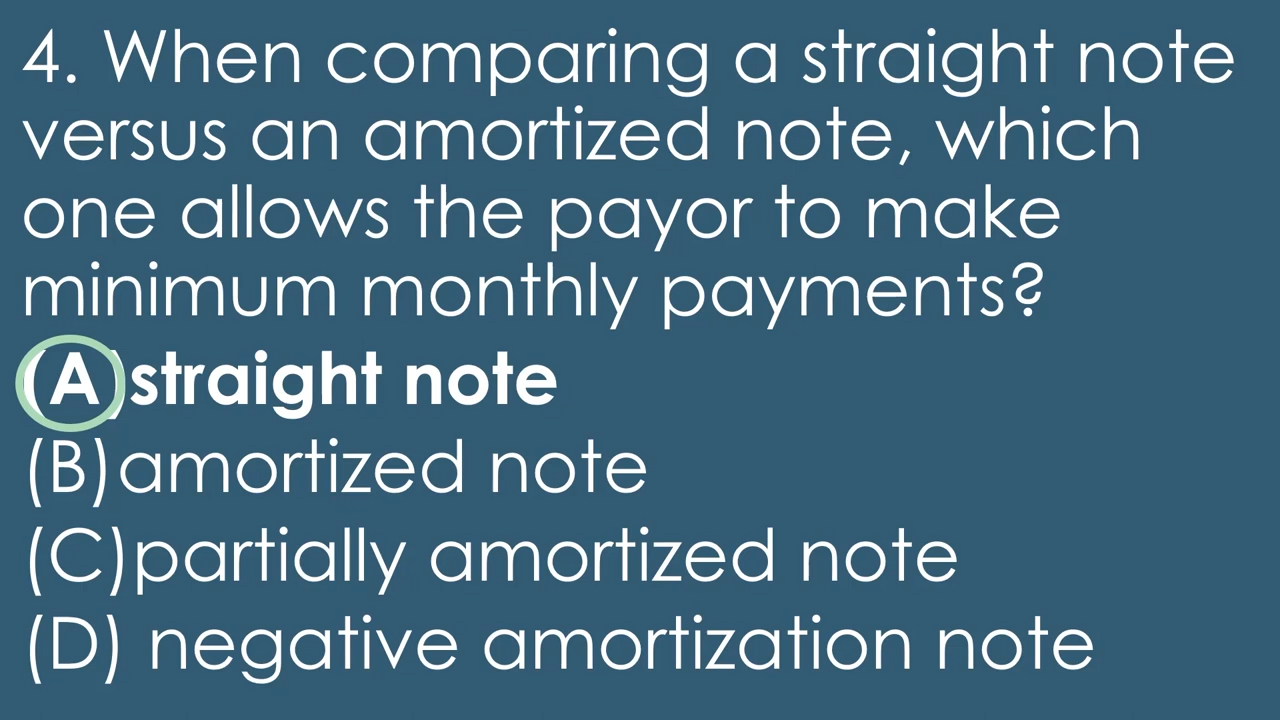 4. When comparing a straight note
versus an amortized note, which
one allows the payor to make
minimum monthly payments?
(A) straight note
(B) amortized note
(C) partially amortized note
(D) negative amortization note